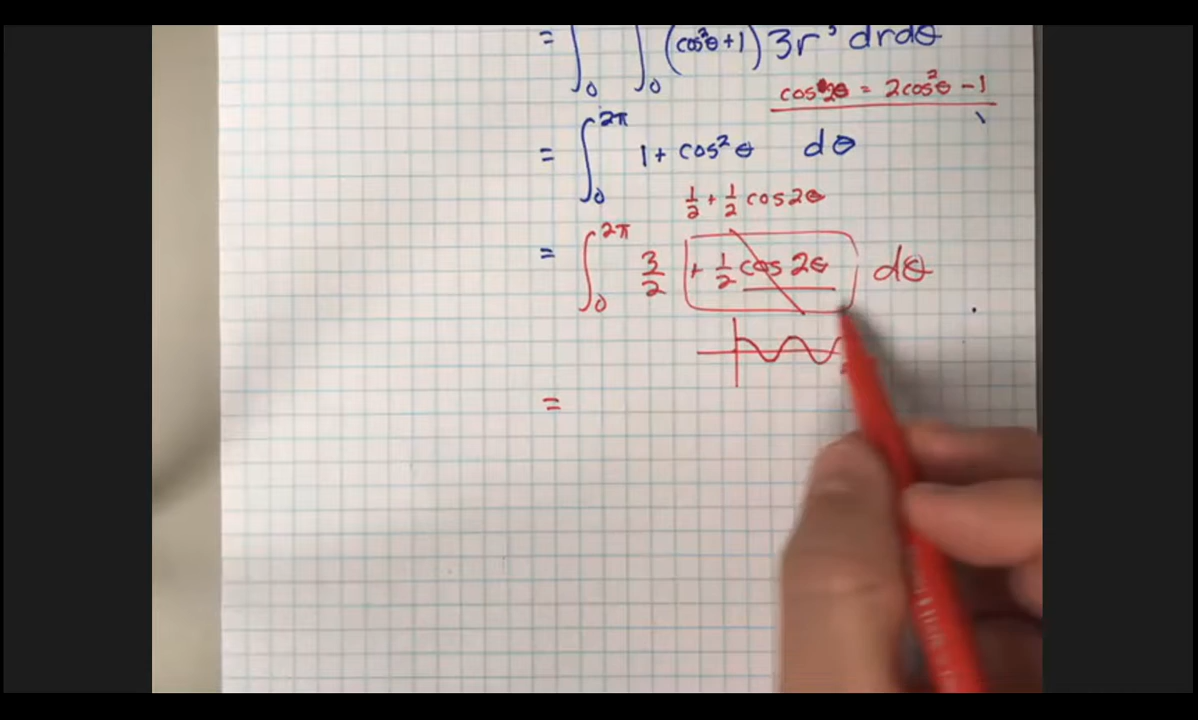 = ∫₀ ∫₀ (cos²θ + 1) 3r³ dr dθ
cos2θ = 2cos²θ − 1
= ∫₀^2π 1 + cos²θ dθ
1/2 + 1/2 cos2θ
= ∫₀^2π 3/2 + 1/2 cos 2θ dθ
=